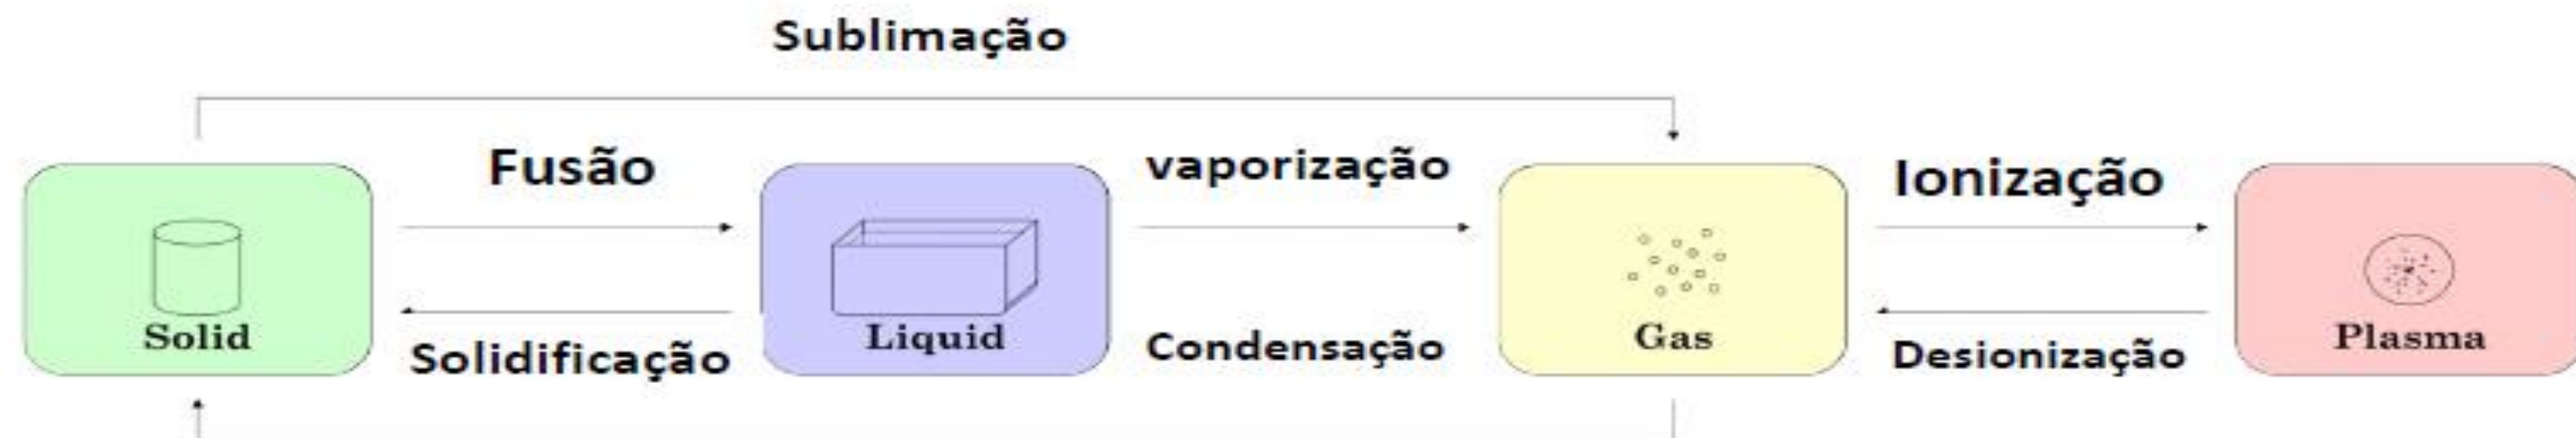 Sublimação
Fusão
vaporização
Ionização
Solid
Liquid
Gas
Plasma
Solidificação
Condensação
Desionização